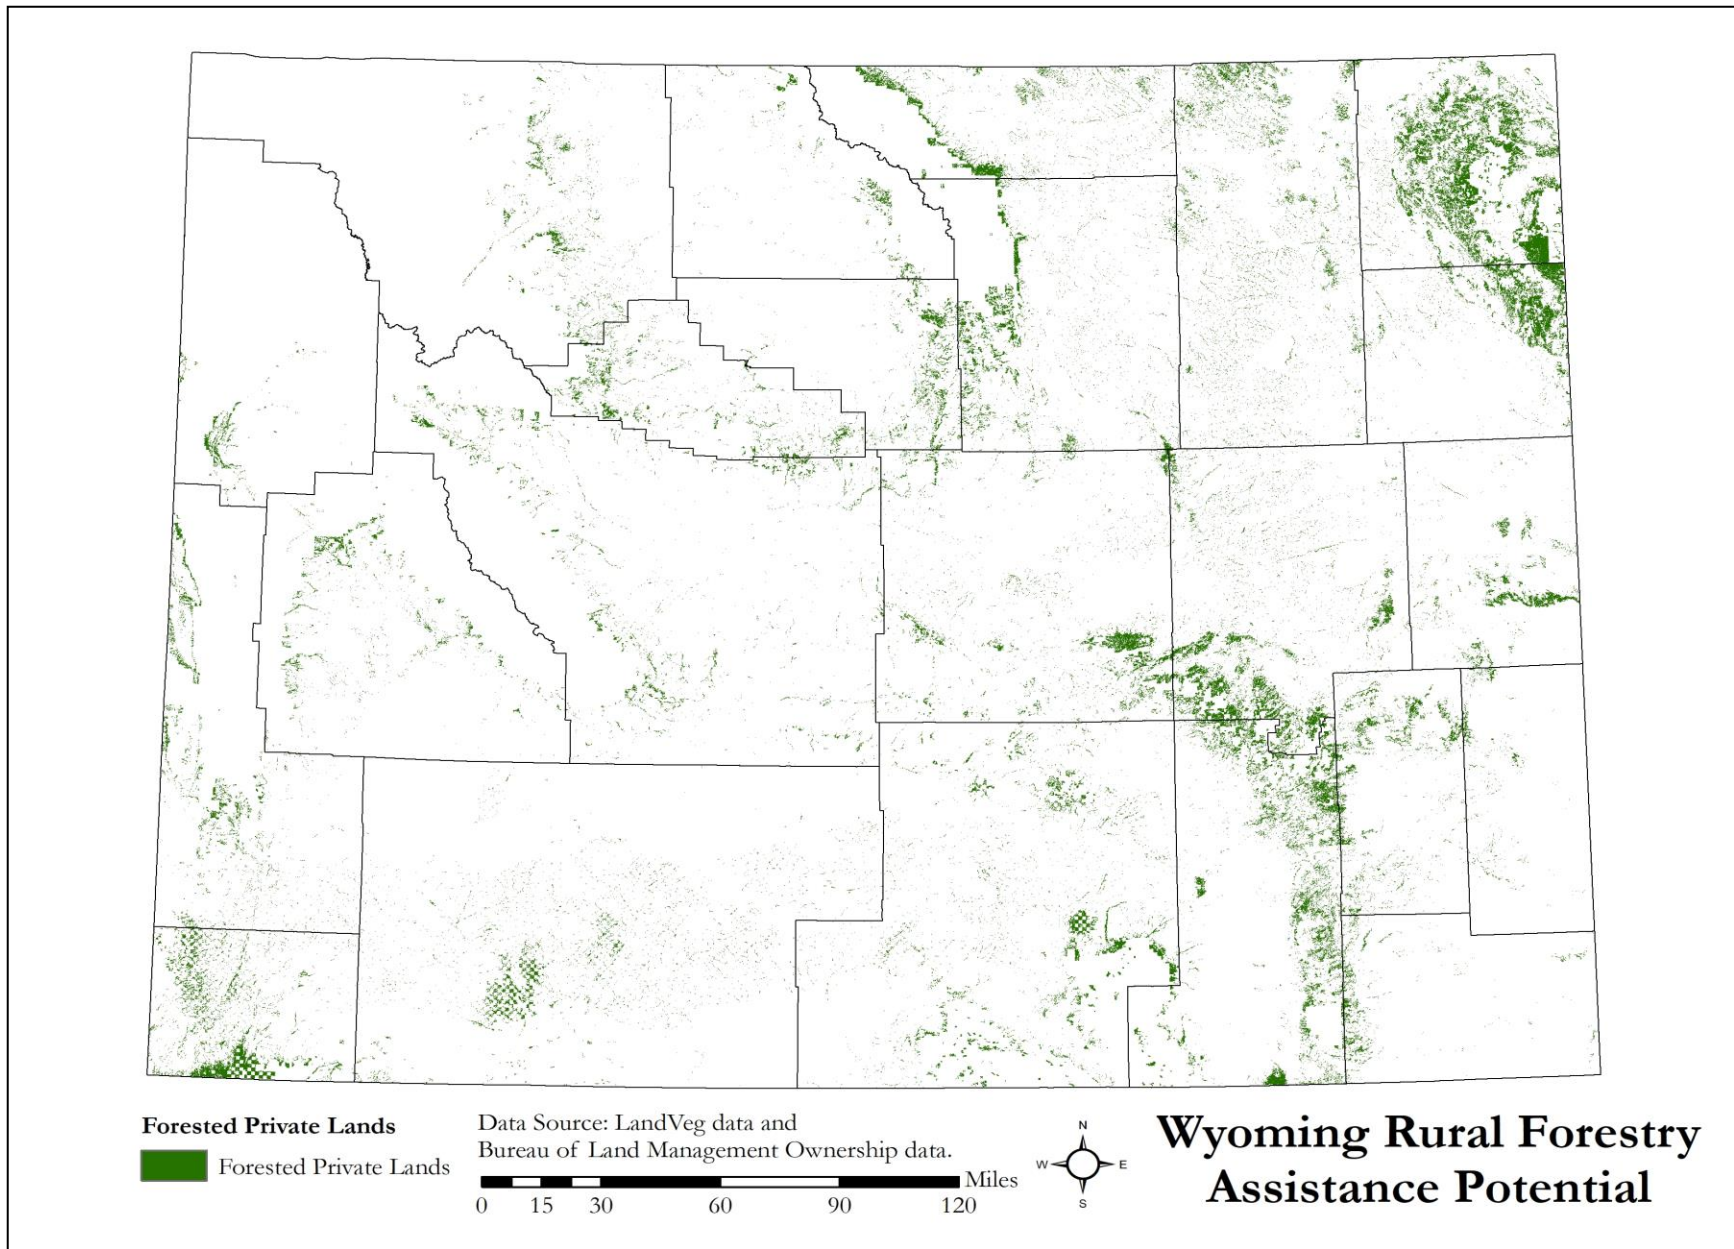 Forested Private Lands
Forested Private Lands
Data Source: LandVeg data and
Bureau of Land Management Ownership data.
Miles
0 15 30 60 90 120
N
W E
S
Wyoming Rural Forestry
Assistance Potential